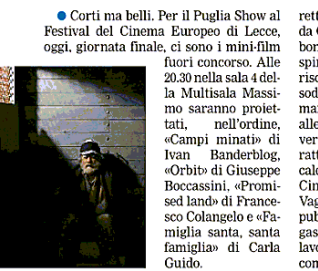 ● Corti ma belli. Per il Puglia Show al
Festival del Cinema Europeo di Lecce,
oggi, giornata finale, ci sono i mini-film
fuori concorso. Alle
20.30 nella sala 4 del-
la Multisala Massi-
mo saranno proiet-
tati, nell'ordine,
«Campi minati» di
Ivan Banderblog,
«Orbit» di Giuseppe
Boccassini, «Promi-
sed land» di France-
sco Colangelo e «Fa-
miglia santa, santa
famiglia» di Carla
Guido.